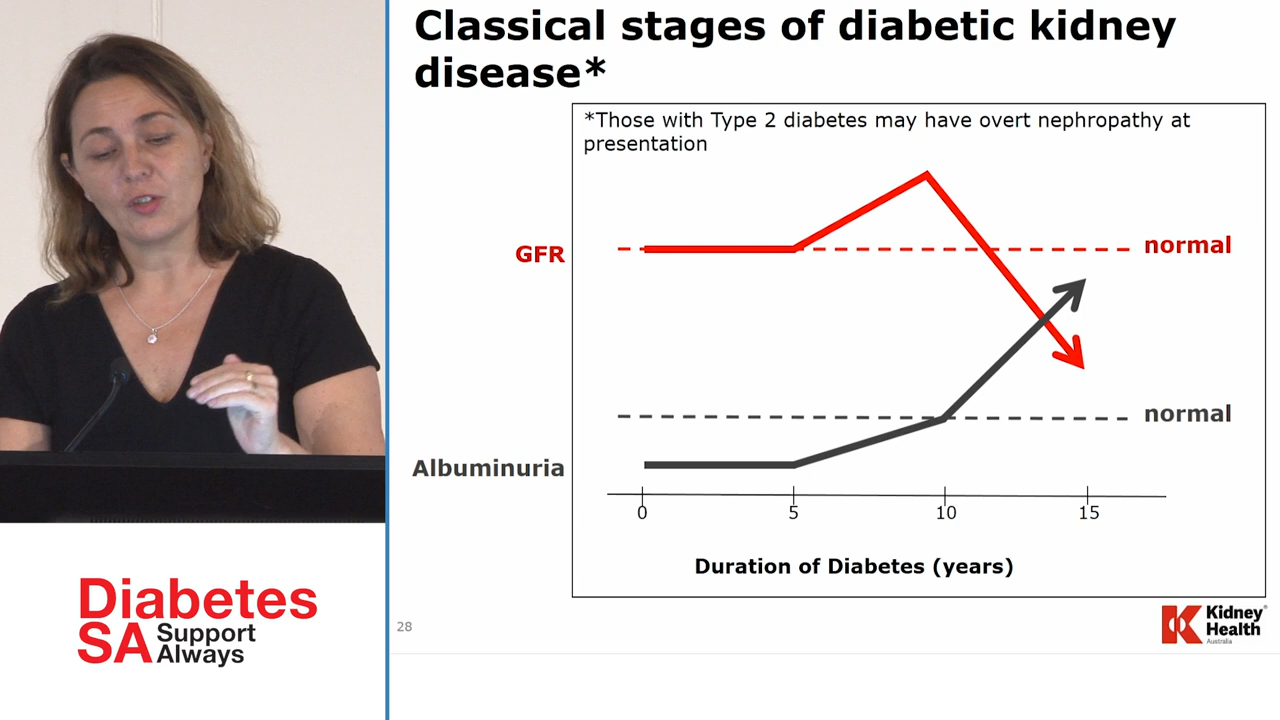 Classical stages of diabetic kidney
disease*
*Those with Type 2 diabetes may have overt nephropathy at
presentation
GFR
normal
normal
Albuminuria
0 5 10 15
Duration of Diabetes (years)
28
Kidney
Health
Australia
Diabetes
SA Support
Always